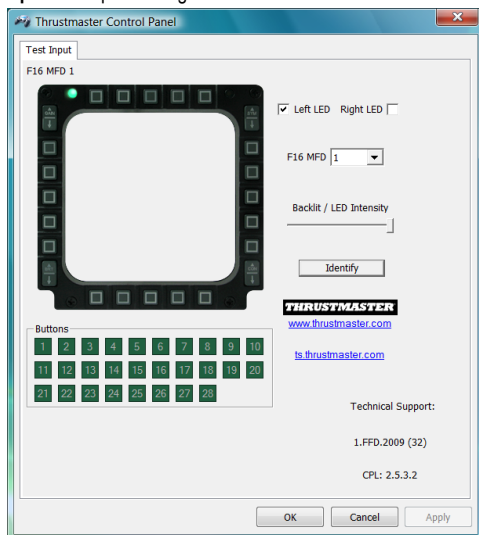 Thrustmaster Control Panel
Test Input
F16 MFD 1
Left LED Right LED
F16 MFD 1
Backlit / LED Intensity
Identify
THRUSTMASTER
www.thrustmaster.com
ts.thrustmaster.com
Buttons
1 2 3 4 5 6 7 8 9 10
11 12 13 14 15 16 17 18 19 20
21 22 23 24 25 26 27 28
Technical Support:
1.FFD.2009 (32)
CPL: 2.5.3.2
OK Cancel Apply